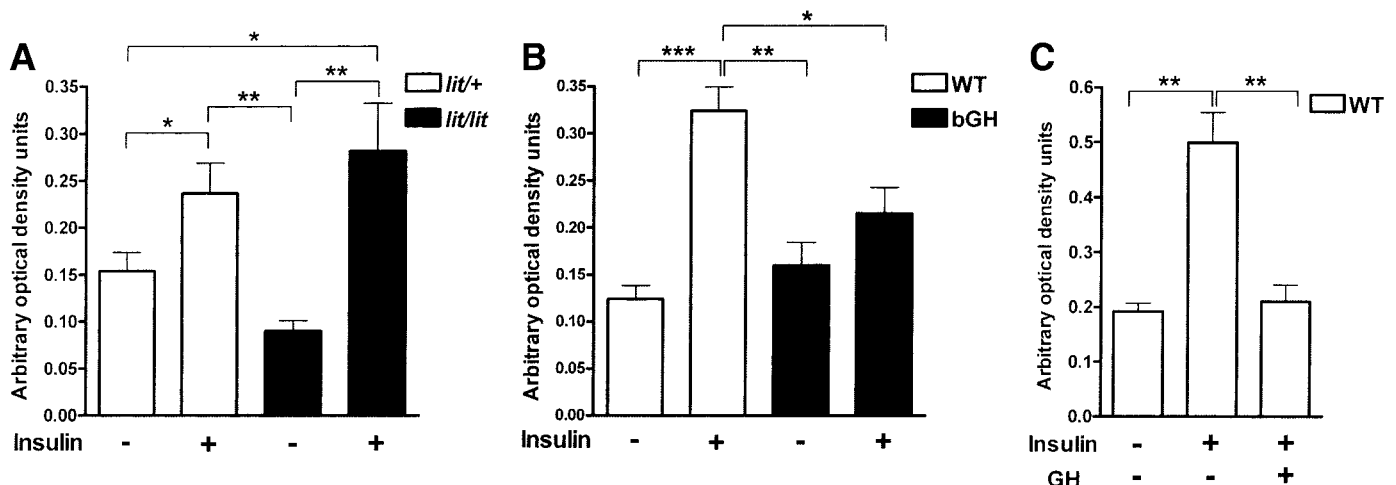 A
*
**
**
*
lit/+
lit/lit
Arbitrary optical density units
0.35
0.30
0.25
0.20
0.15
0.10
0.05
0.00
Insulin - + - +
B
*
*** **
WT
bGH
Arbitrary optical density units
0.35
0.30
0.25
0.20
0.15
0.10
0.05
0.00
- + - +
C
** **
WT
Arbitrary optical density units
0.6
0.5
0.4
0.3
0.2
0.1
0.0
Insulin - + +
GH - - +